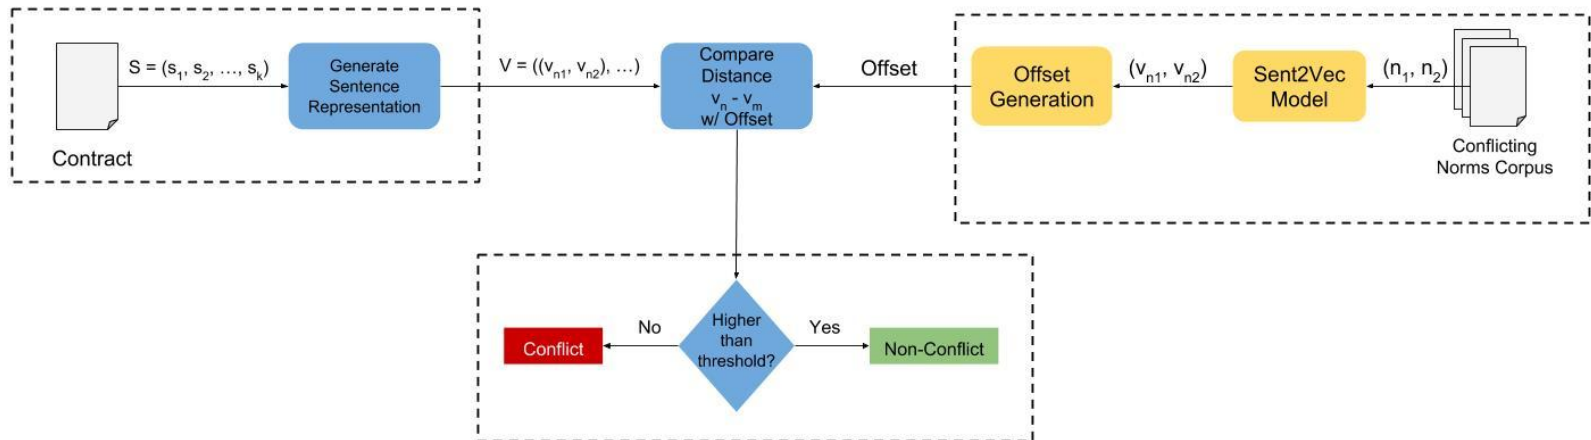 S = (s₁, s₂, …, sₖ)
Contract
Generate
Sentence
Representation
V = ((vₙ₁, vₙ₂), …)
Compare
Distance
vₙ - vₘ
w/ Offset
Offset
Offset
Generation
(vₙ₁, vₙ₂)
Sent2Vec
Model
(n₁, n₂)
Conflicting
Norms Corpus
Higher
than
threshold?
No
Yes
Conflict
Non-Conflict